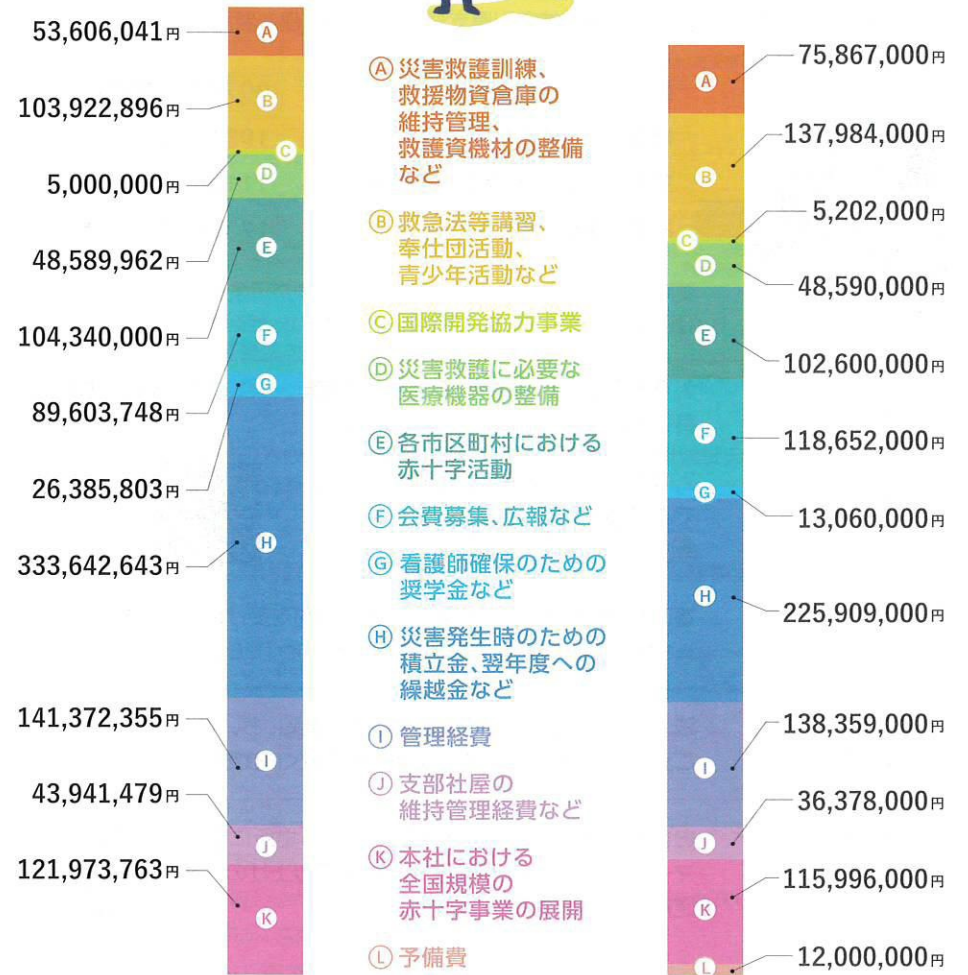 53,606,041円
103,922,896円
5,000,000円
48,589,962円
104,340,000円
89,603,748円
26,385,803円
333,642,643円
141,372,355円
43,941,479円
121,973,763円
A
B
C
D
E
F
G
H
I
J
K
Ⓐ災害救護訓練、
救援物資倉庫の
維持管理、
救護資機材の整備
など
Ⓑ救急法等講習、
奉仕団活動、
青少年活動など
Ⓒ国際開発協力事業
Ⓓ災害救護に必要な
医療機器の整備
Ⓔ各市区町村における
赤十字活動
Ⓕ会費募集、広報など
Ⓖ看護師確保のための
奨学金など
Ⓗ災害発生時のための
積立金、翌年度への
繰越金など
Ⓘ管理経費
Ⓙ支部社屋の
維持管理経費など
Ⓚ本社における
全国規模の
赤十字事業の展開
Ⓛ予備費
A
B
C
D
E
F
G
H
I
J
K
L
75,867,000円
137,984,000円
5,202,000円
48,590,000円
102,600,000円
118,652,000円
13,060,000円
225,909,000円
138,359,000円
36,378,000円
115,996,000円
12,000,000円